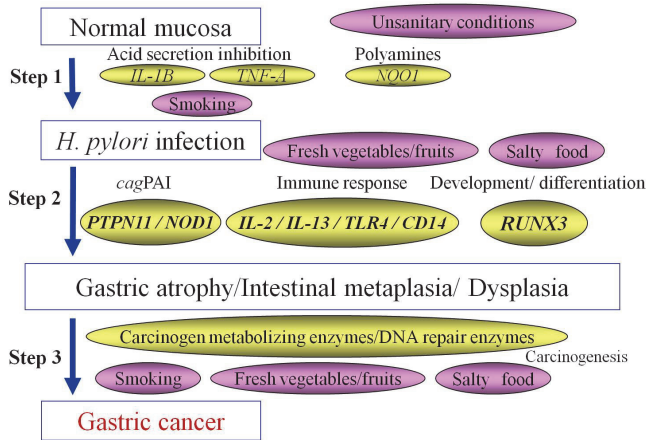 Normal mucosa
Unsanitary conditions
Acid secretion inhibition
Polyamines
Step 1
IL-1B
TNF-A
NQO1
Smoking
H. pylori infection
Fresh vegetables/fruits
Salty food
cagPAI
Immune response
Development/ differentiation
Step 2
PTPN11 / NOD1
IL-2 / IL-13 / TLR4 / CD14
RUNX3
Gastric atrophy/Intestinal metaplasia/ Dysplasia
Carcinogen metabolizing enzymes/DNA repair enzymes
Step 3
Carcinogenesis
Smoking
Fresh vegetables/fruits
Salty food
Gastric cancer